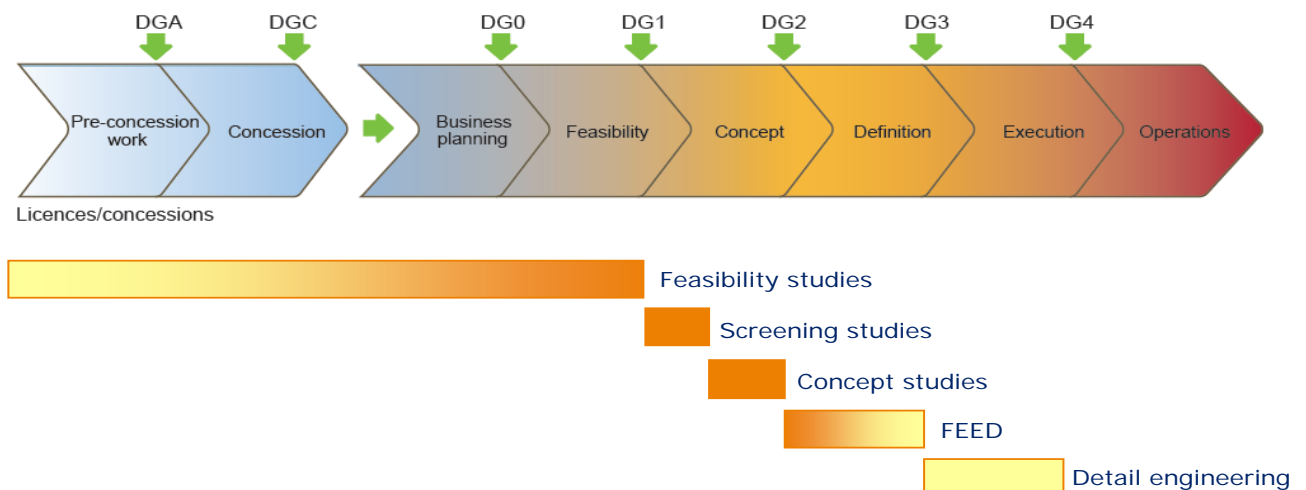 DGA DGC DG0 DG1 DG2 DG3 DG4
Pre-concession
work
Concession
Business
planning
Feasibility
Concept
Definition
Execution
Operations
Licences/concessions
Feasibility studies
Screening studies
Concept studies
FEED
Detail engineering